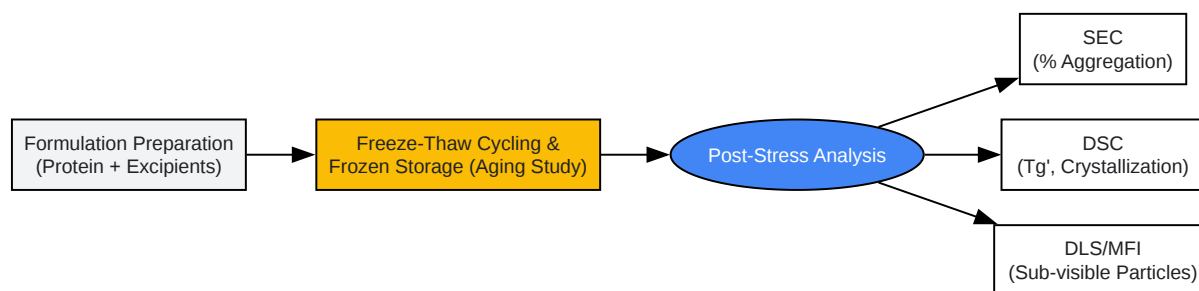 Formulation Preparation
(Protein + Excipients)
Freeze-Thaw Cycling &
Frozen Storage (Aging Study)
Post-Stress Analysis
SEC
(% Aggregation)
DSC
(Tg', Crystallization)
DLS/MFI
(Sub-visible Particles)